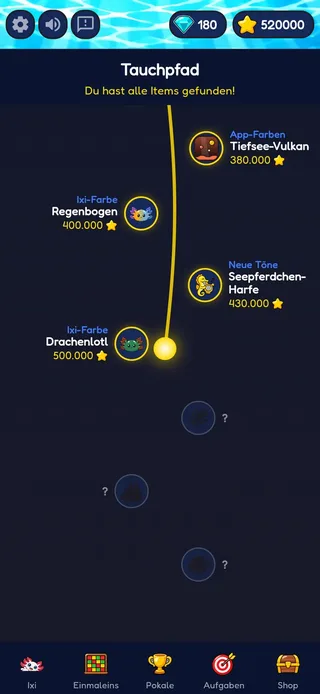 180
520000
Tauchpfad
Du hast alle Items gefunden!
App-Farben
Tiefsee-Vulkan
380.000
Ixi-Farbe
Regenbogen
400.000
Neue Töne
Seepferdchen-
Harfe
430.000
Ixi-Farbe
Drachenlotl
500.000
?
?
?
Ixi
Einmaleins
Pokale
Aufgaben
Shop